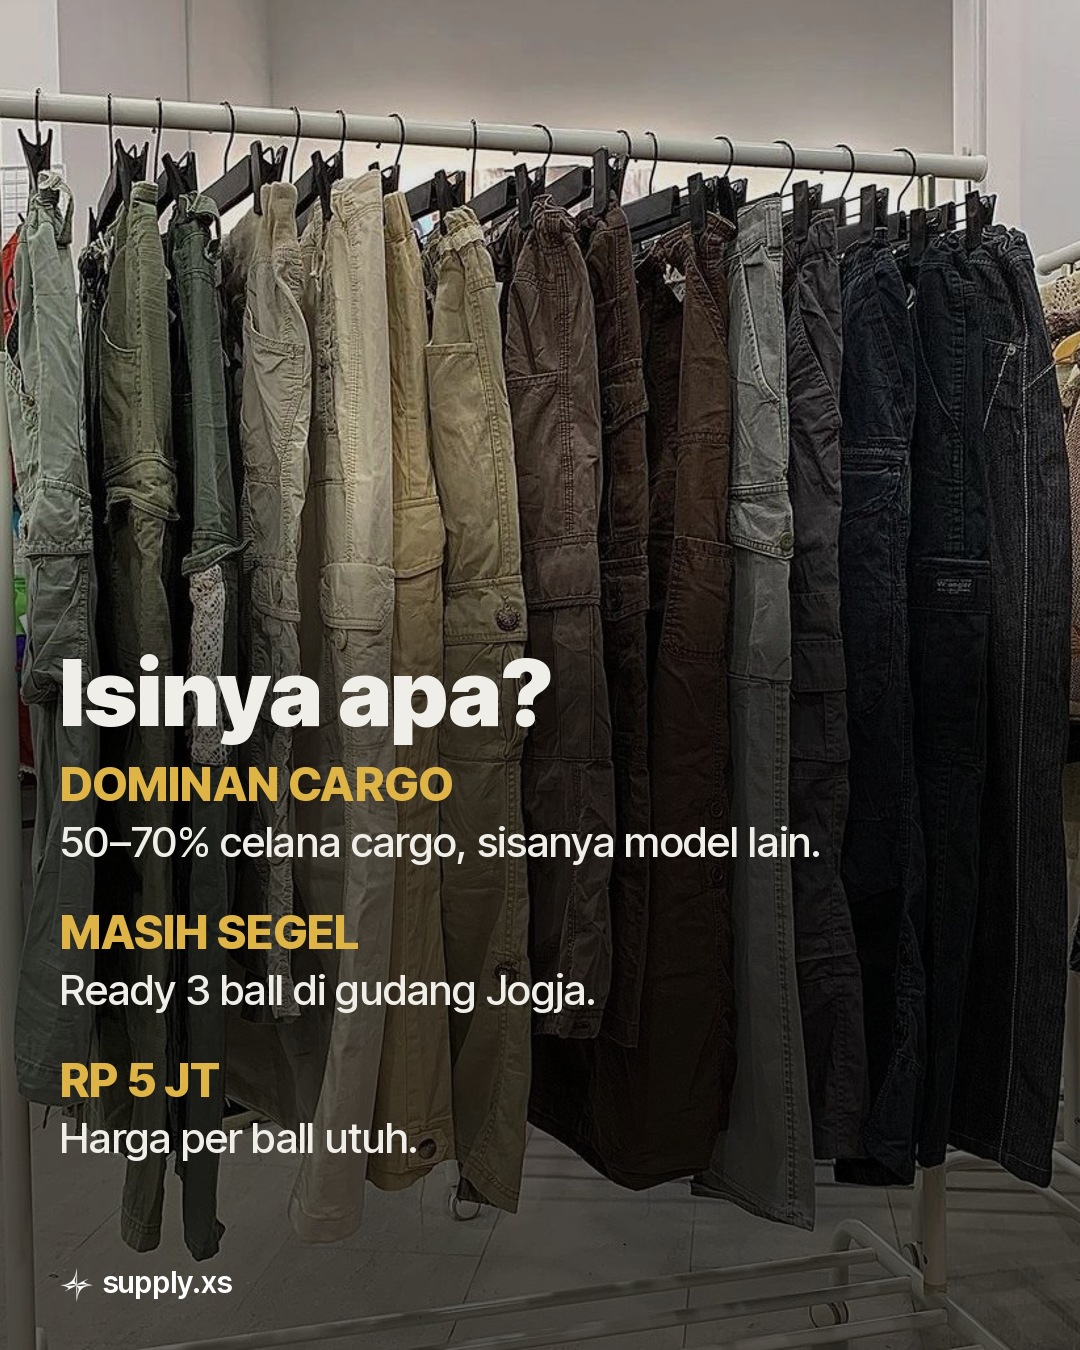 Isinya apa?
DOMINAN CARGO
50–70% celana cargo, sisanya model lain.
MASIH SEGEL
Ready 3 ball di gudang Jogja.
RP 5 JT
Harga per ball utuh.
supply.xs